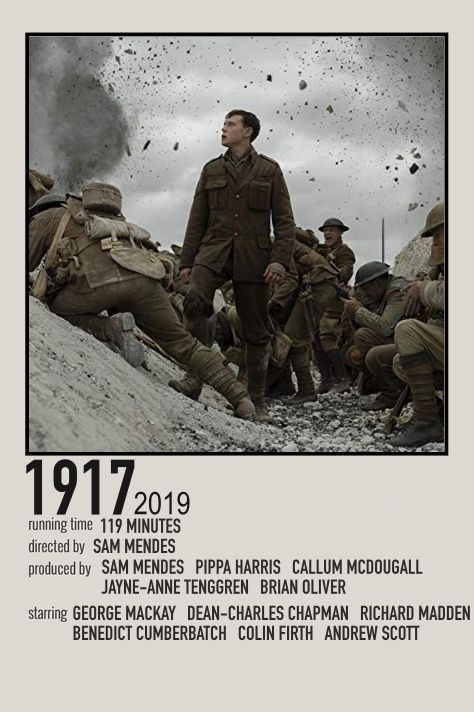 1917 2019
running time 119 MINUTES
directed by SAM MENDES
produced by SAM MENDES PIPPA HARRIS CALLUM MCDOUGALL
JAYNE-ANNE TENGGREN BRIAN OLIVER
starring GEORGE MACKAY DEAN-CHARLES CHAPMAN RICHARD MADDEN
BENEDICT CUMBERBATCH COLIN FIRTH ANDREW SCOTT